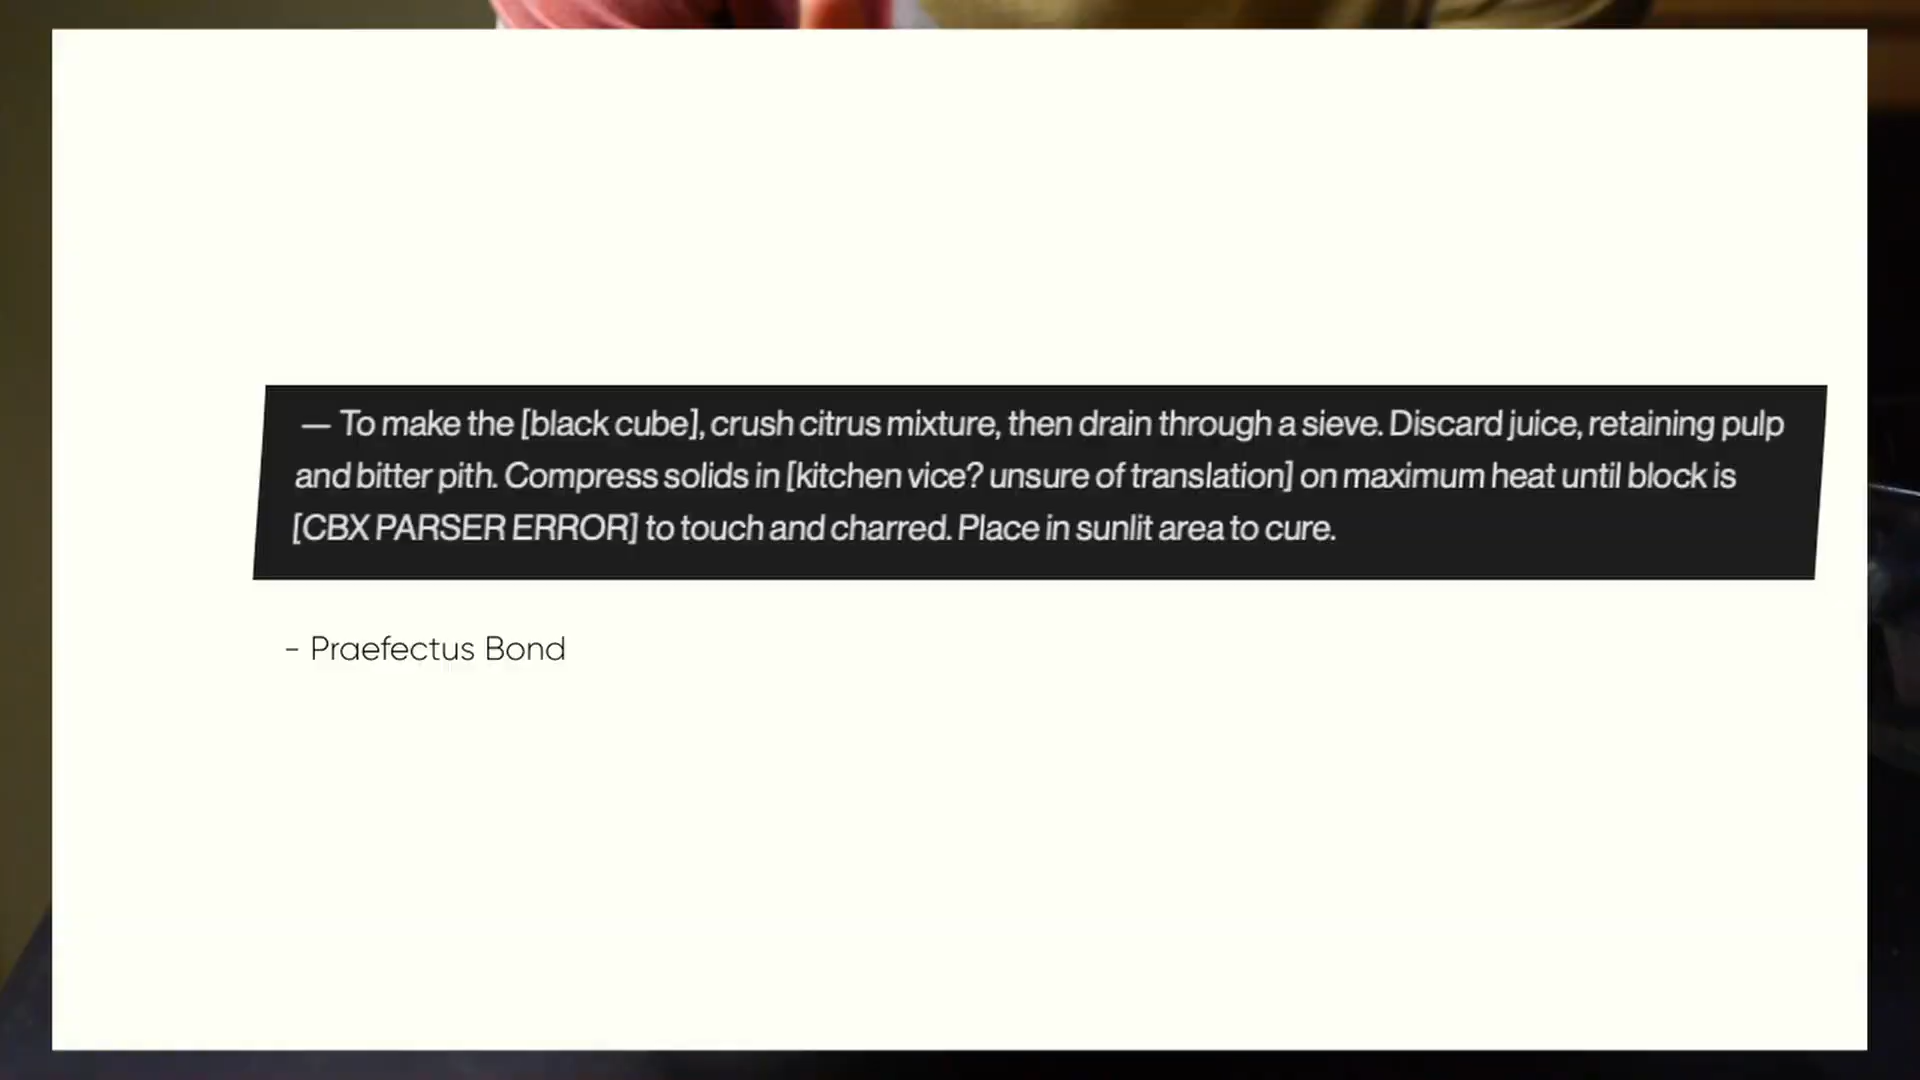 — To make the [black cube], crush citrus mixture, then drain through a sieve. Discard juice, retaining pulp
and bitter pith. Compress solids in [kitchen vice? unsure of translation] on maximum heat until block is
[CBX PARSER ERROR] to touch and charred. Place in sunlit area to cure.
- Praefectus Bond